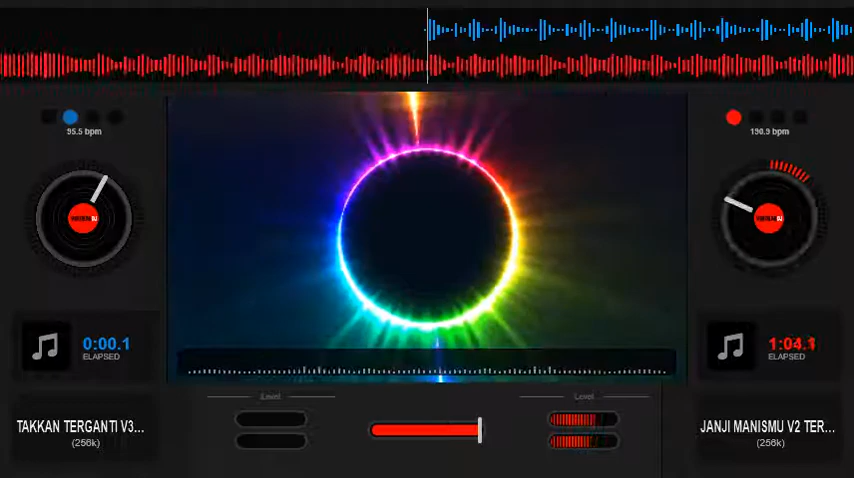 95.5 bpm
130.9 bpm
0:00.1
ELAPSED
1:04.1
ELAPSED
Level
Level
TAKKAN TERGANTI V3...
(256k)
JANJI MANISMU V2 TER...
(256k)